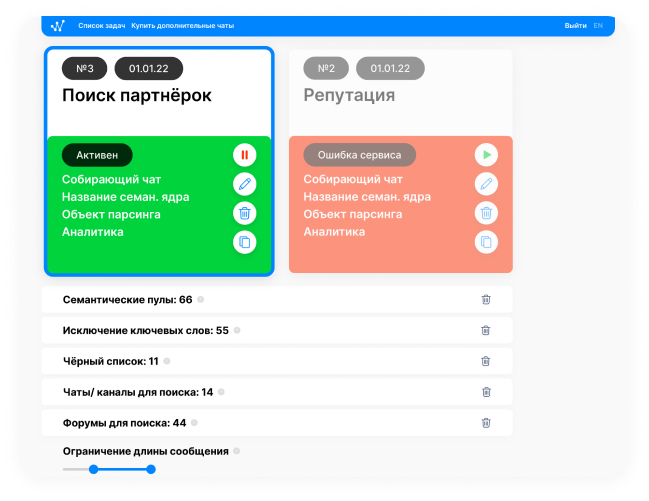 Список задач Купить дополнительные чаты Выйти EN
№3 01.01.22
Поиск партнёрок
Активен
Собирающий чат
Название семан. ядра
Объект парсинга
Аналитика
№2 01.01.22
Репутация
Ошибка сервиса
Собирающий чат
Название семан. ядра
Объект парсинга
Аналитика
Семантические пулы: 66
Исключение ключевых слов: 55
Чёрный список: 11
Чаты/ каналы для поиска: 14
Форумы для поиска: 44
Ограничение длины сообщения